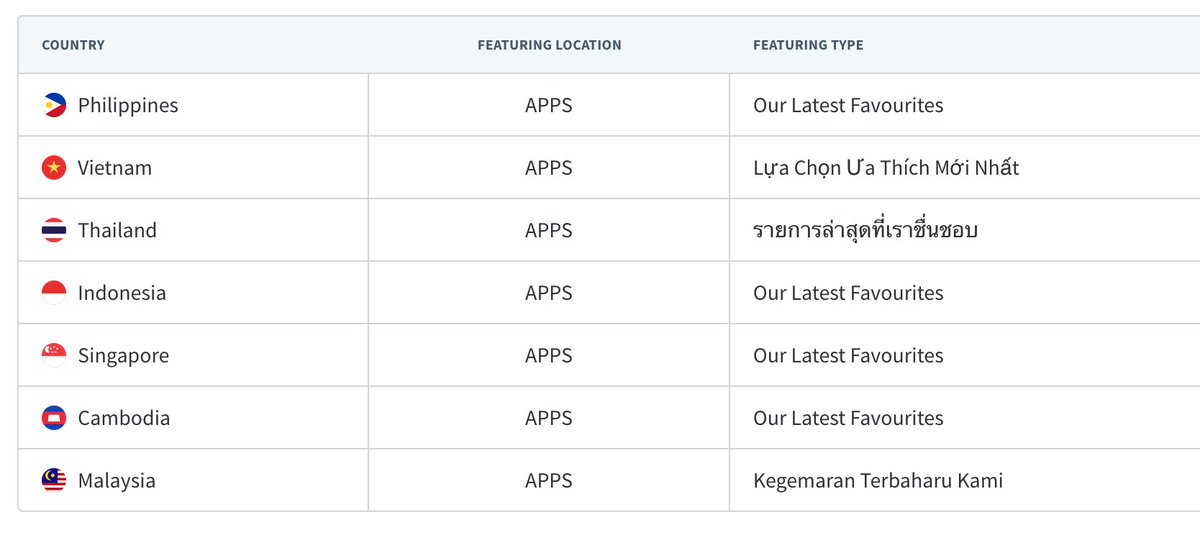 COUNTRY FEATURING LOCATION FEATURING TYPE
Philippines APPS Our Latest Favourites
Vietnam APPS Lựa Chọn Ưa Thích Mới Nhất
Thailand APPS รายการล่าสุดที่เราชื่นชอบ
Indonesia APPS Our Latest Favourites
Singapore APPS Our Latest Favourites
Cambodia APPS Our Latest Favourites
Malaysia APPS Kegemaran Terbaharu Kami